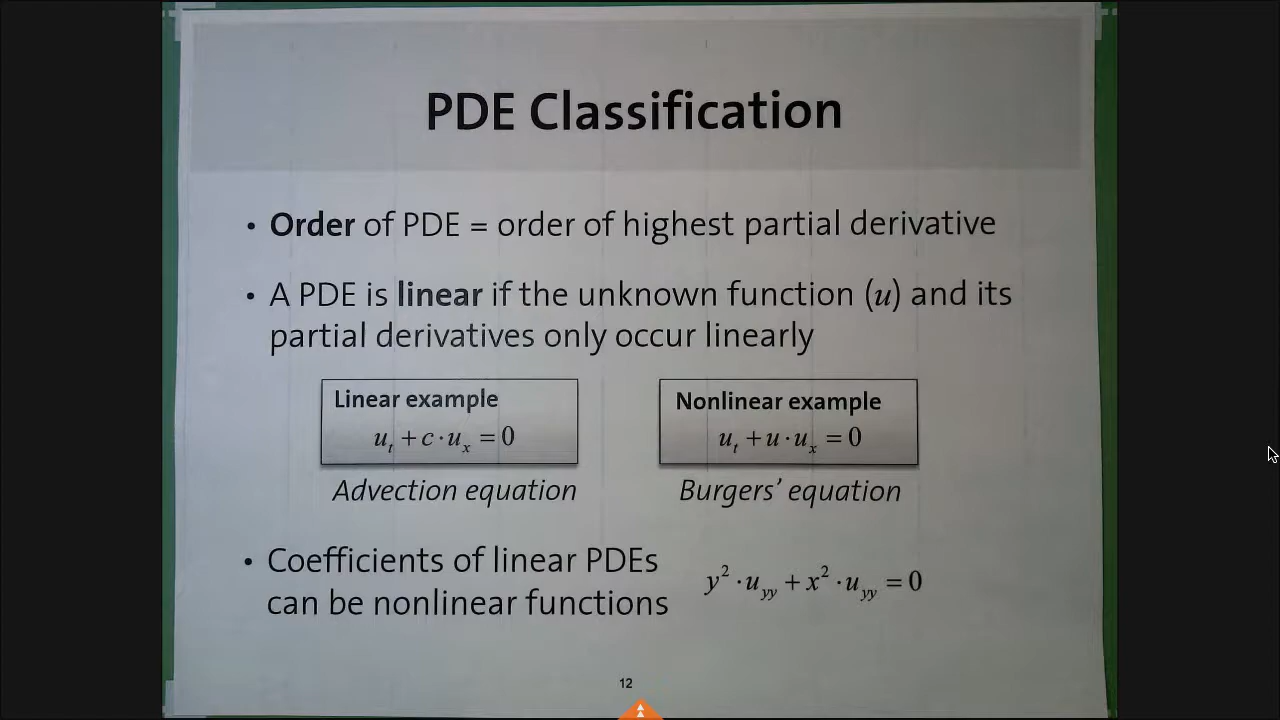 PDE Classification
• Order of PDE = order of highest partial derivative
• A PDE is linear if the unknown function (u) and its
partial derivatives only occur linearly
Linear example
u_t + c · u_x = 0
Advection equation
Nonlinear example
u_t + u · u_x = 0
Burgers’ equation
• Coefficients of linear PDEs
can be nonlinear functions
y² · u_yy + x² · u_yy = 0
12